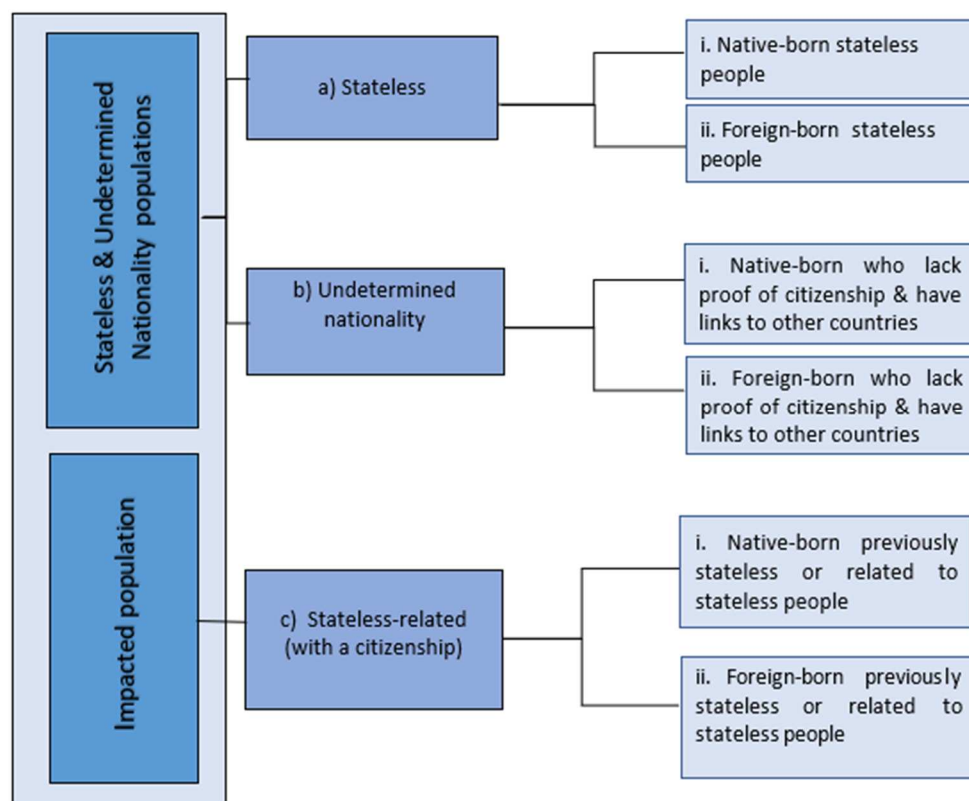 Stateless & Undetermined
Nationality populations
a) Stateless
i. Native-born stateless
people
ii. Foreign-born stateless
people
b) Undetermined
nationality
i. Native-born who lack
proof of citizenship & have
links to other countries
ii. Foreign-born who lack
proof of citizenship & have
links to other countries
Impacted population
c) Stateless-related
(with a citizenship)
i. Native-born previously
stateless or related to
stateless people
ii. Foreign-born previously
stateless or related to
stateless people